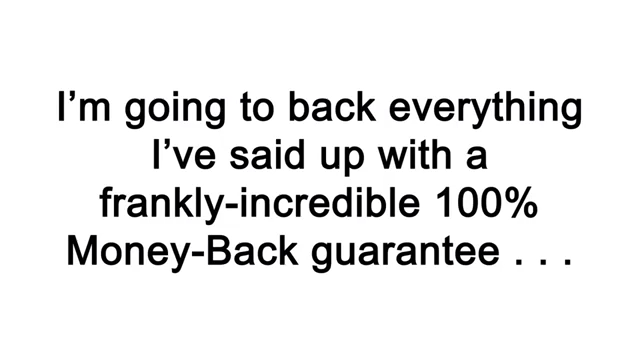 I’m going to back everything
I’ve said up with a
frankly-incredible 100%
Money-Back guarantee . . .